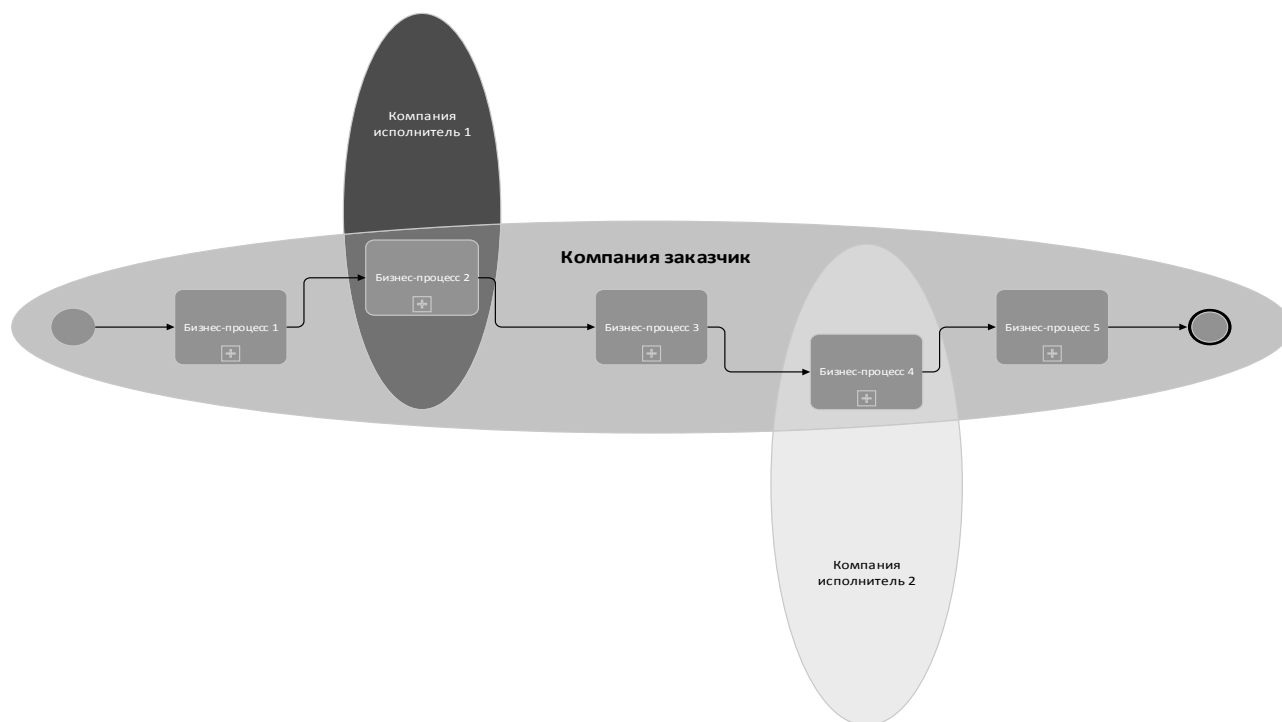 Компания
исполнитель 1
Компания заказчик
Бизнес-процесс 1
Бизнес-процесс 2
Бизнес-процесс 3
Бизнес-процесс 4
Бизнес-процесс 5
Компания
исполнитель 2